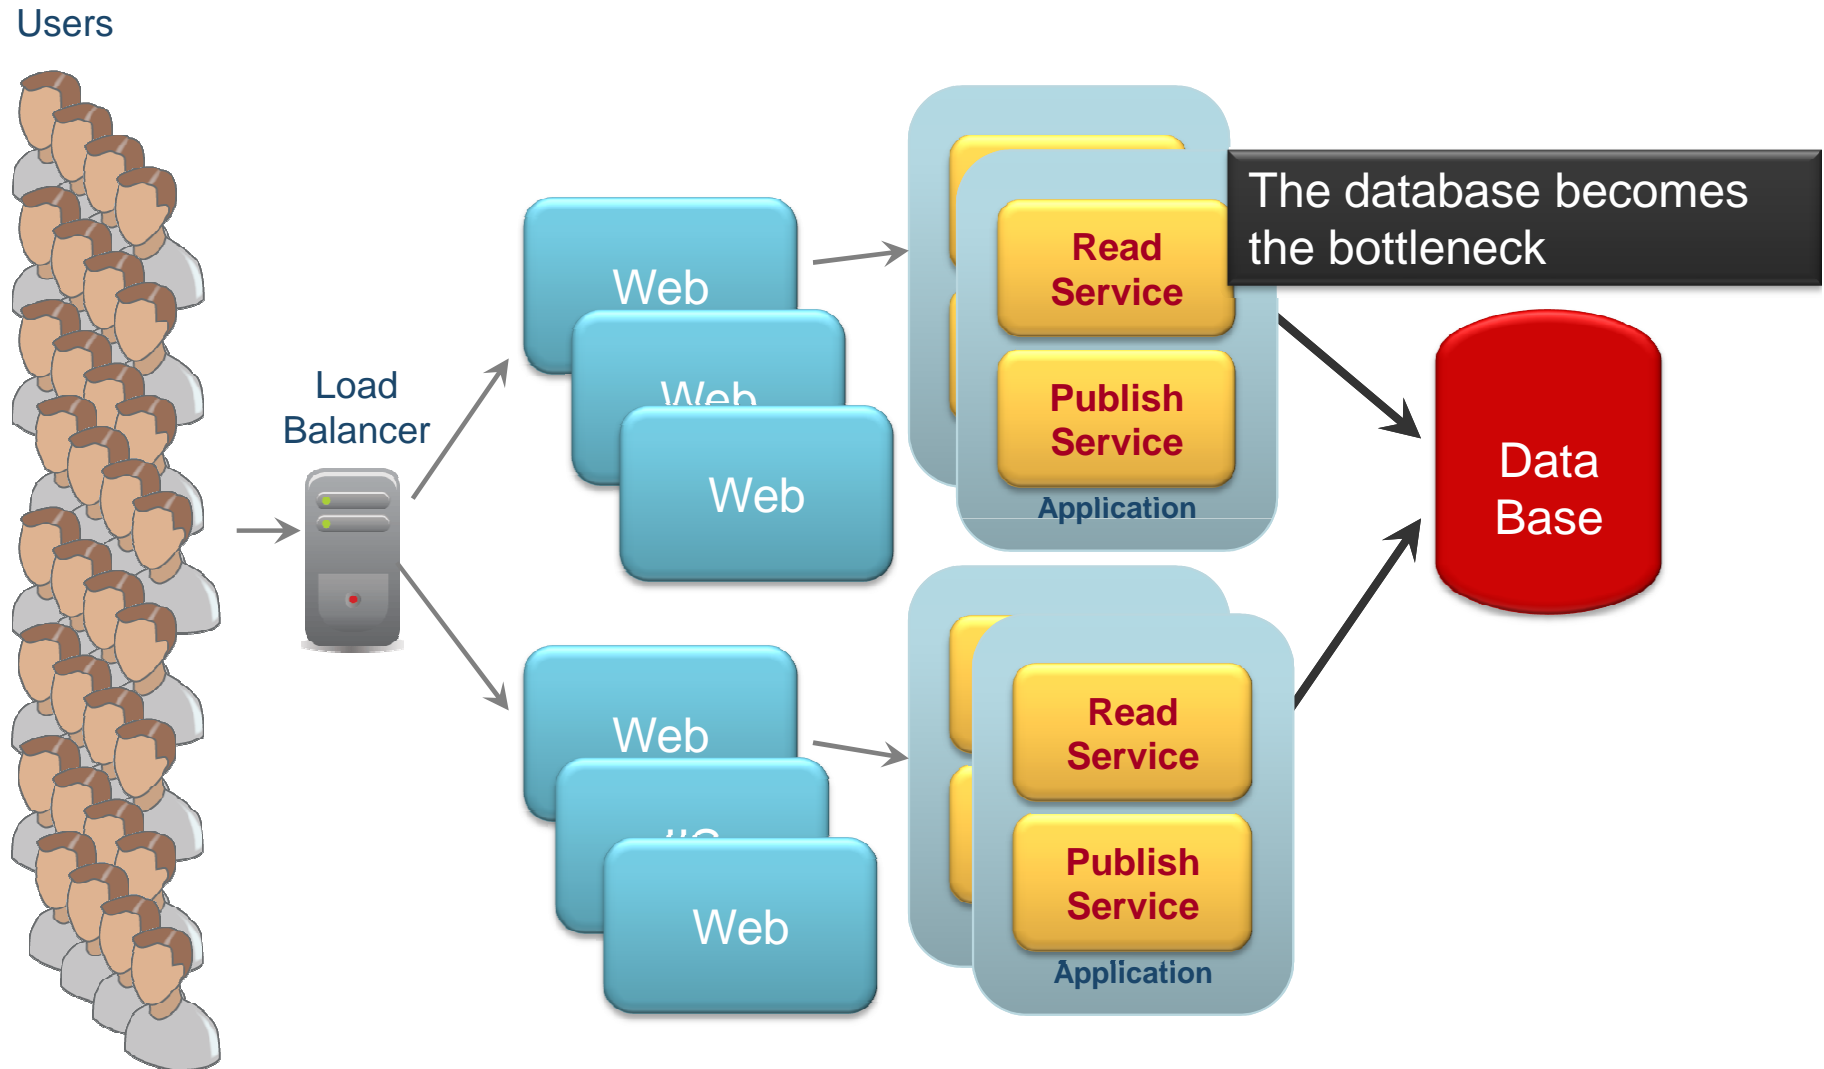 Users
Load
Balancer
Web
Web
Web
Read
Service
Publish
Service
Application
The database becomes
the bottleneck
Data
Base
Web
Web
Read
Service
Publish
Service
Application